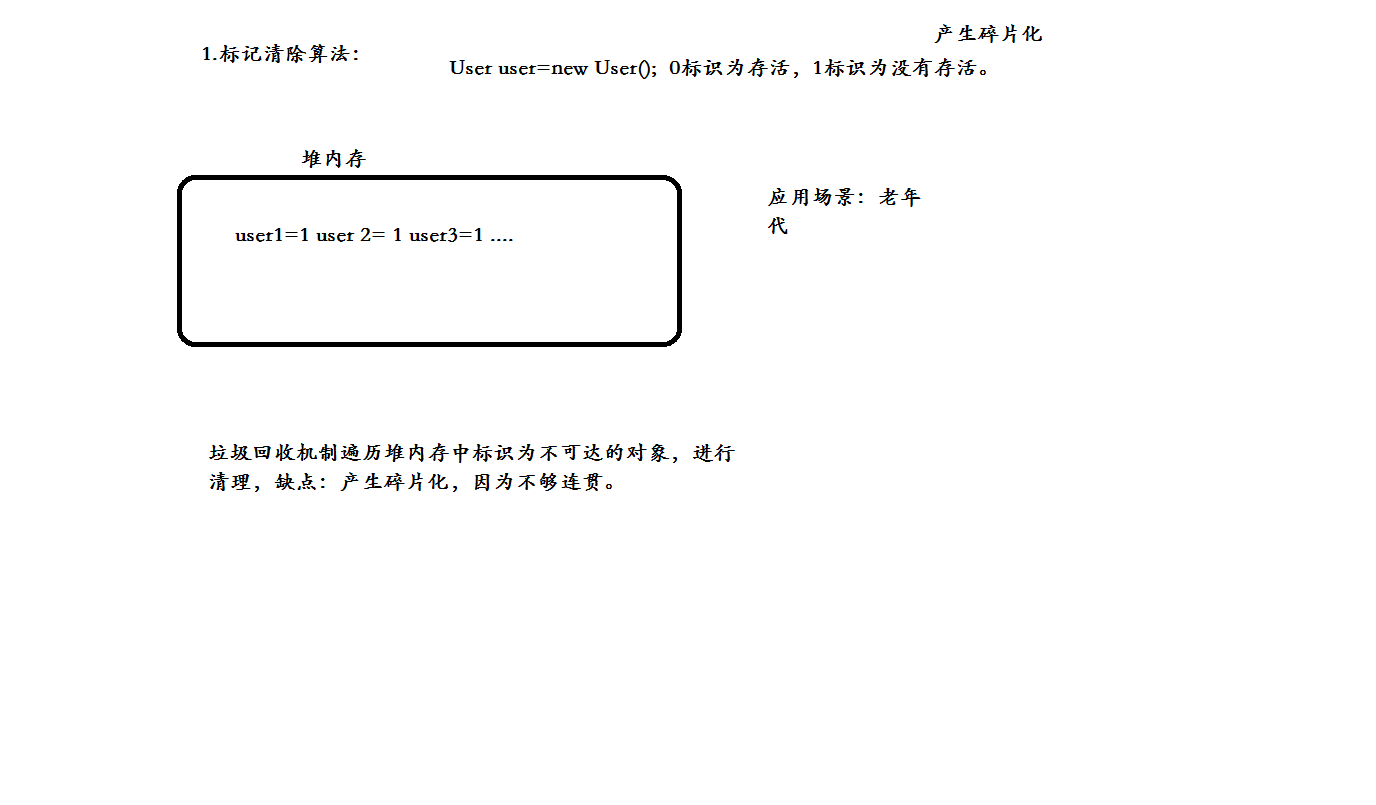 产生碎片化
1.标记清除算法：
User user=new User();  0标识为存活，1标识为没有存活。
堆内存
应用场景：老年
代
user1=1 user 2= 1 user3=1 ....
垃圾回收机制遍历堆内存中标识为不可达的对象，进行
清理，缺点：产生碎片化，因为不够连贯。